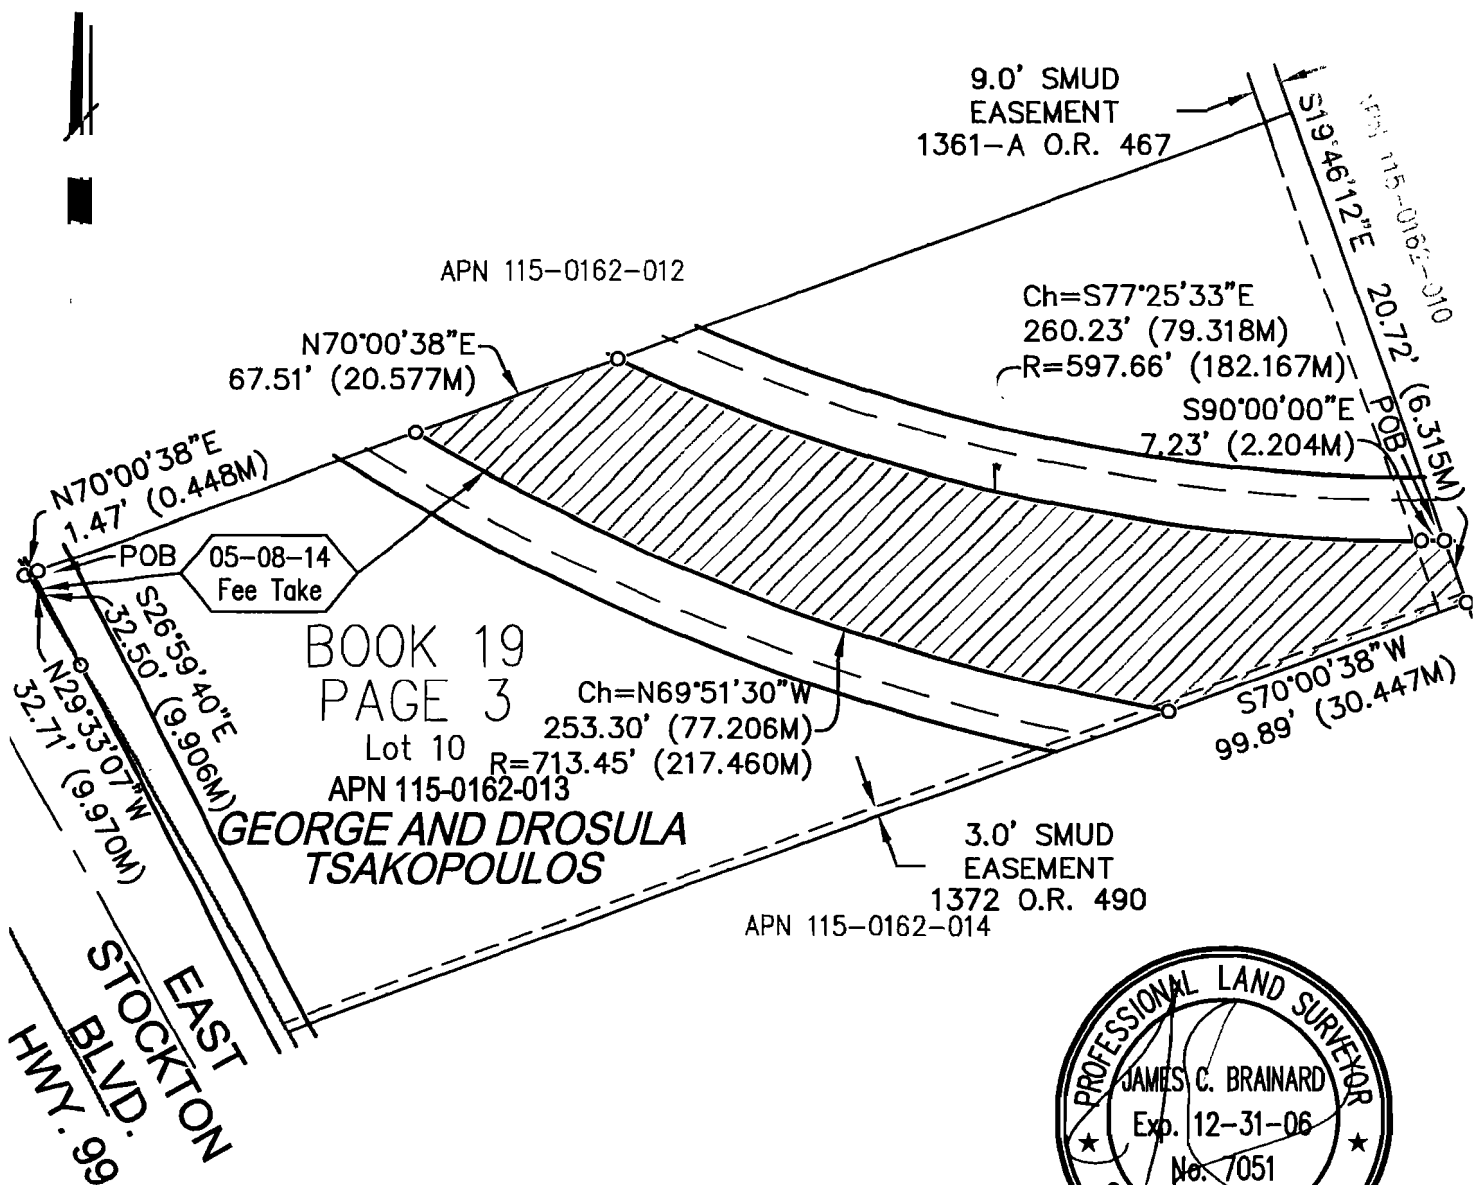 9.0' SMUD
EASEMENT
1361-A O.R. 467
S19°46'12"E 20.72' (6.315M)
115-0162-010
APN 115-0162-012
Ch=S77°25'33"E
260.23' (79.318M)
R=597.66' (182.167M)
N70°00'38"E
67.51' (20.577M)
S90°00'00"E
7.23' (2.204M)
POB
N70°00'38"E
1.47' (0.448M)
POB
05-08-14
Fee Take
S26°59'40"E
32.50' (9.906M)
N29°33'07"W
32.71' (9.970M)
BOOK 19
PAGE 3
Lot 10
APN 115-0162-013
GEORGE AND DROSULA
TSAKOPOULOS
Ch=N69°51'30"W
253.30' (77.206M)
R=713.45' (217.460M)
S70°00'38"W
99.89' (30.447M)
3.0' SMUD
EASEMENT
1372 O.R. 490
APN 115-0162-014
EAST
STOCKTON
BLVD.
HWY. 99
PROFESSIONAL LAND SURVEYOR
JAMES C. BRAINARD
Exp. 12-31-06
No. 7051